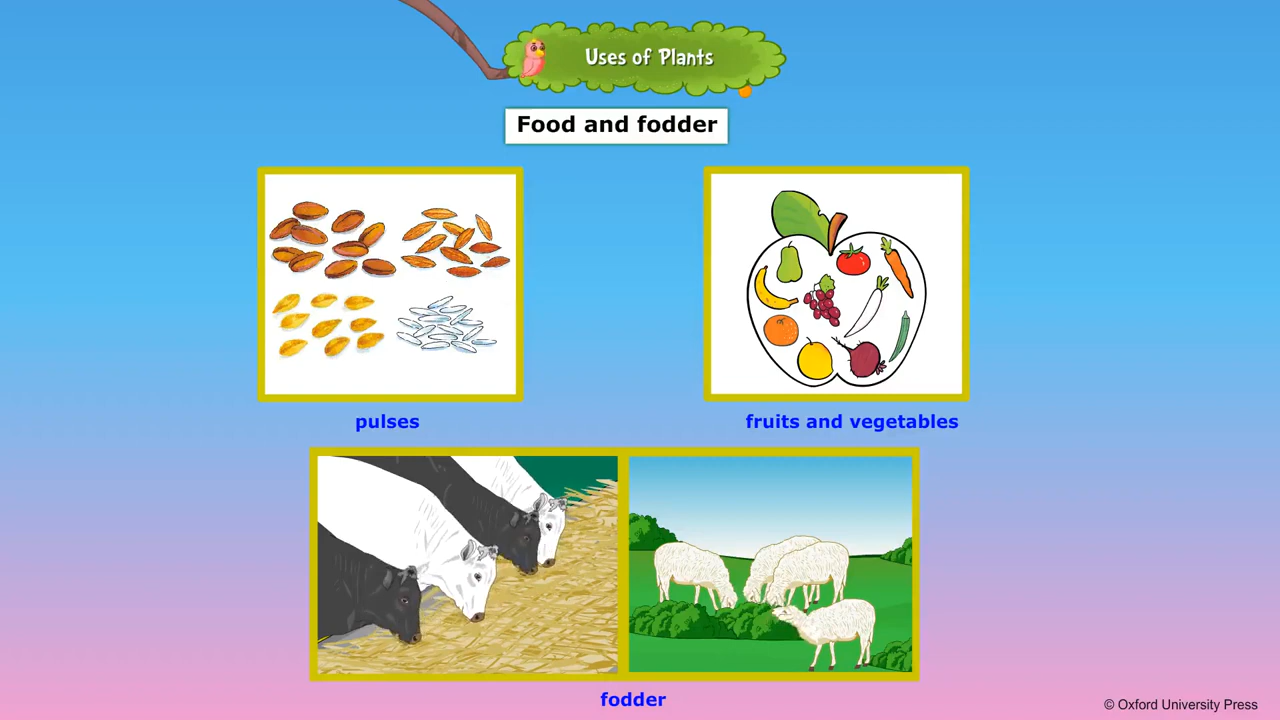 Uses of Plants
Food and fodder
pulses
fruits and vegetables
fodder
© Oxford University Press